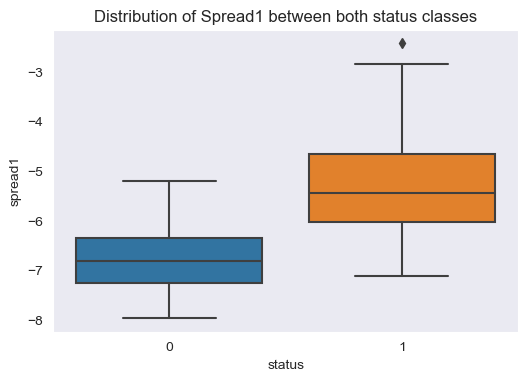 Distribution of Spread1 between both status classes
−3
−4
−5
−6
−7
−8
spread1
0 1
status